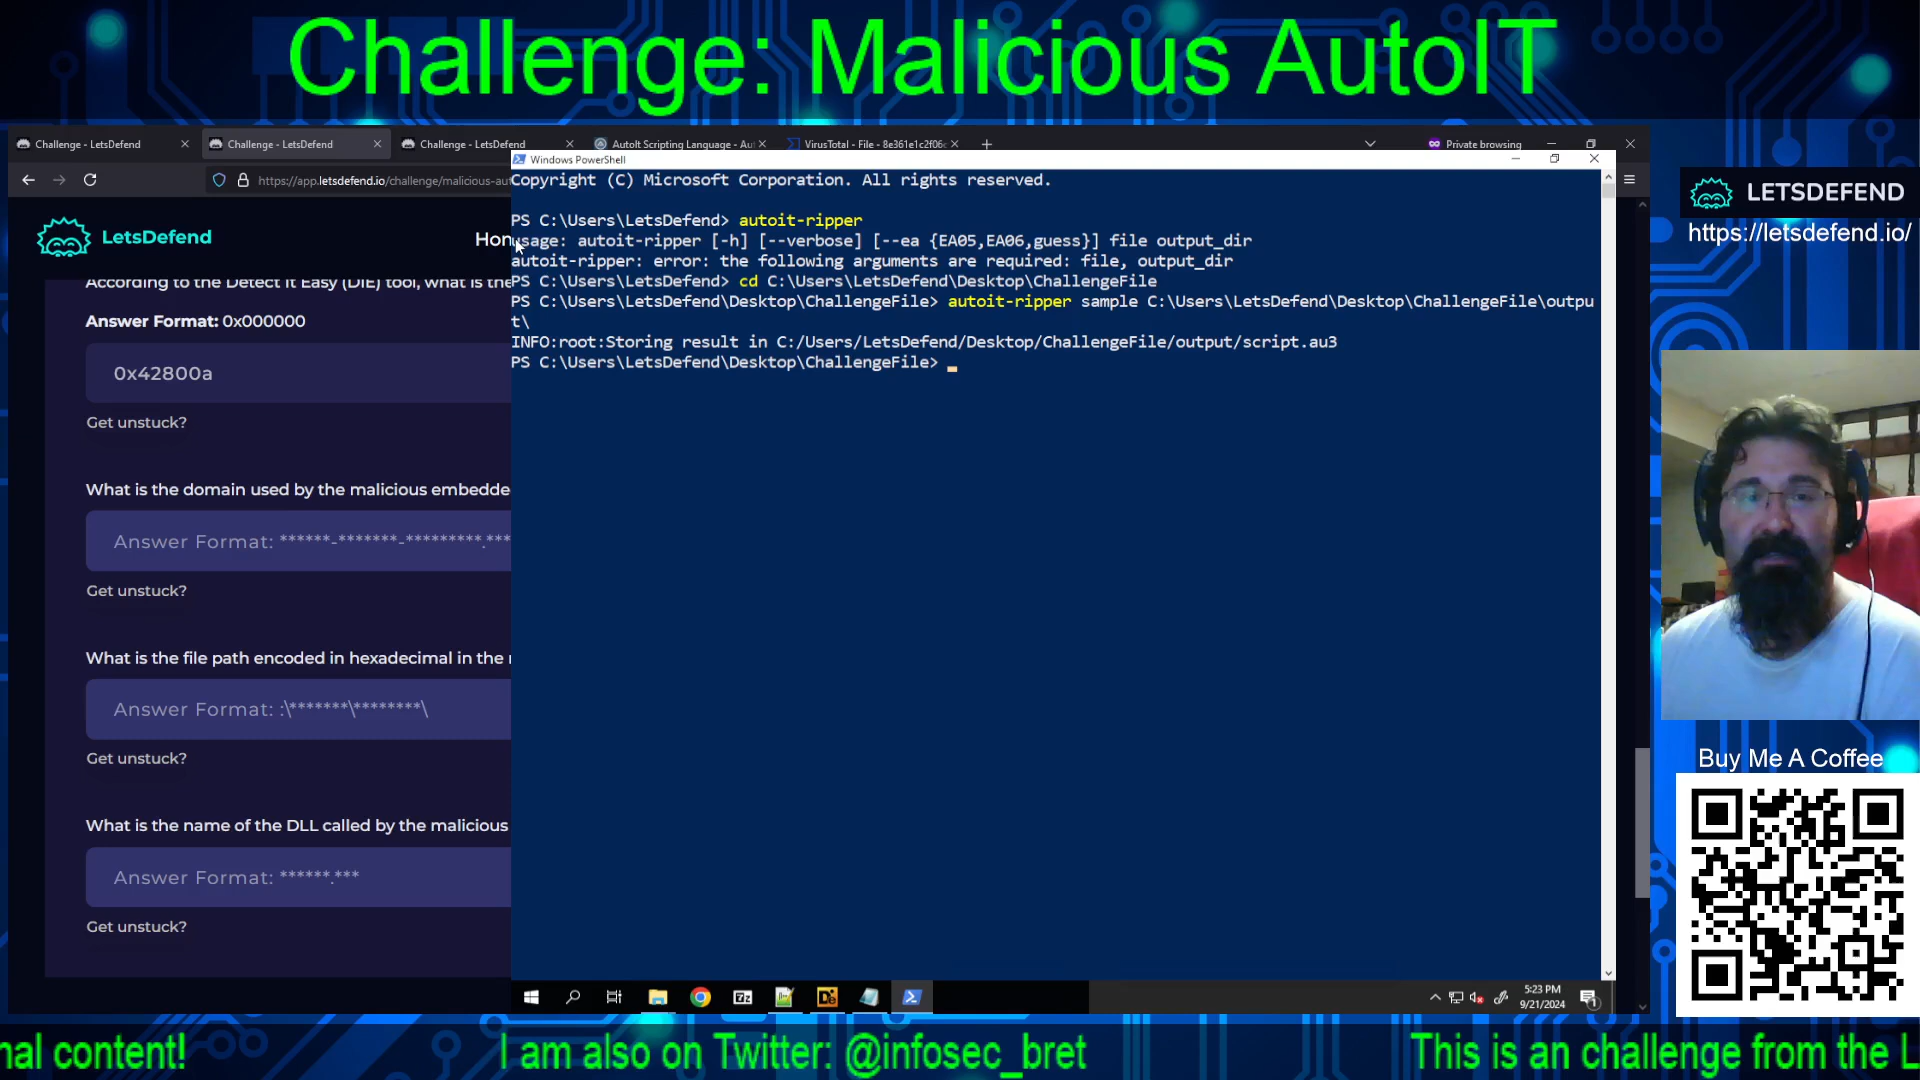 Challenge: Malicious AutoIT
Challenge - LetsDefend
Challenge - LetsDefend
Challenge - LetsDefend
AutoIt Scripting Language - Aut
VirusTotal - File - 8e361e1c2f06c
Private browsing
https://app.letsdefend.io/challenge/malicious-au
LetsDefend
Hom
According to the Detect It Easy (DIE) tool, what is the
Answer Format: 0x000000
0x42800a
Get unstuck?
What is the domain used by the malicious embedde
Answer Format: ******-*******-*********.***
Get unstuck?
What is the file path encoded in hexadecimal in the
Answer Format: :\*******\********\
Get unstuck?
What is the name of the DLL called by the malicious
Answer Format: ******.***
Get unstuck?
Windows PowerShell
Copyright (C) Microsoft Corporation. All rights reserved.
PS C:\Users\LetsDefend> autoit-ripper
usage: autoit-ripper [-h] [--verbose] [--ea {EA05,EA06,guess}] file output_dir
autoit-ripper: error: the following arguments are required: file, output_dir
PS C:\Users\LetsDefend> cd C:\Users\LetsDefend\Desktop\ChallengeFile
PS C:\Users\LetsDefend\Desktop\ChallengeFile> autoit-ripper sample C:\Users\LetsDefend\Desktop\ChallengeFile\outpu
t\
INFO:root:Storing result in C:/Users/LetsDefend/Desktop/ChallengeFile/output/script.au3
PS C:\Users\LetsDefend\Desktop\ChallengeFile>
7z
De
5:23 PM
9/21/2024
1
LETSDEFEND
https://letsdefend.io/
Buy Me A Coffee
nal content!
I am also on Twitter: @infosec_bret
This is an challenge from the L